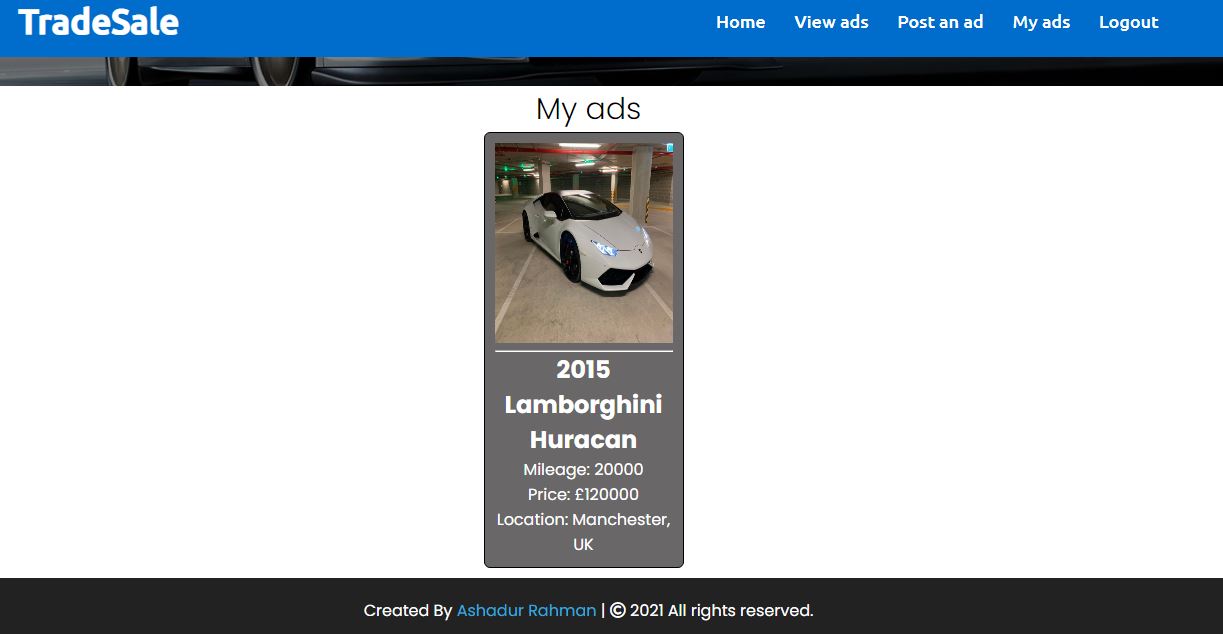 TradeSale
Home View ads Post an ad My ads Logout
My ads
2015
Lamborghini
Huracan
Mileage: 20000
Price: £120000
Location: Manchester,
UK
Created By Ashadur Rahman | © 2021 All rights reserved.